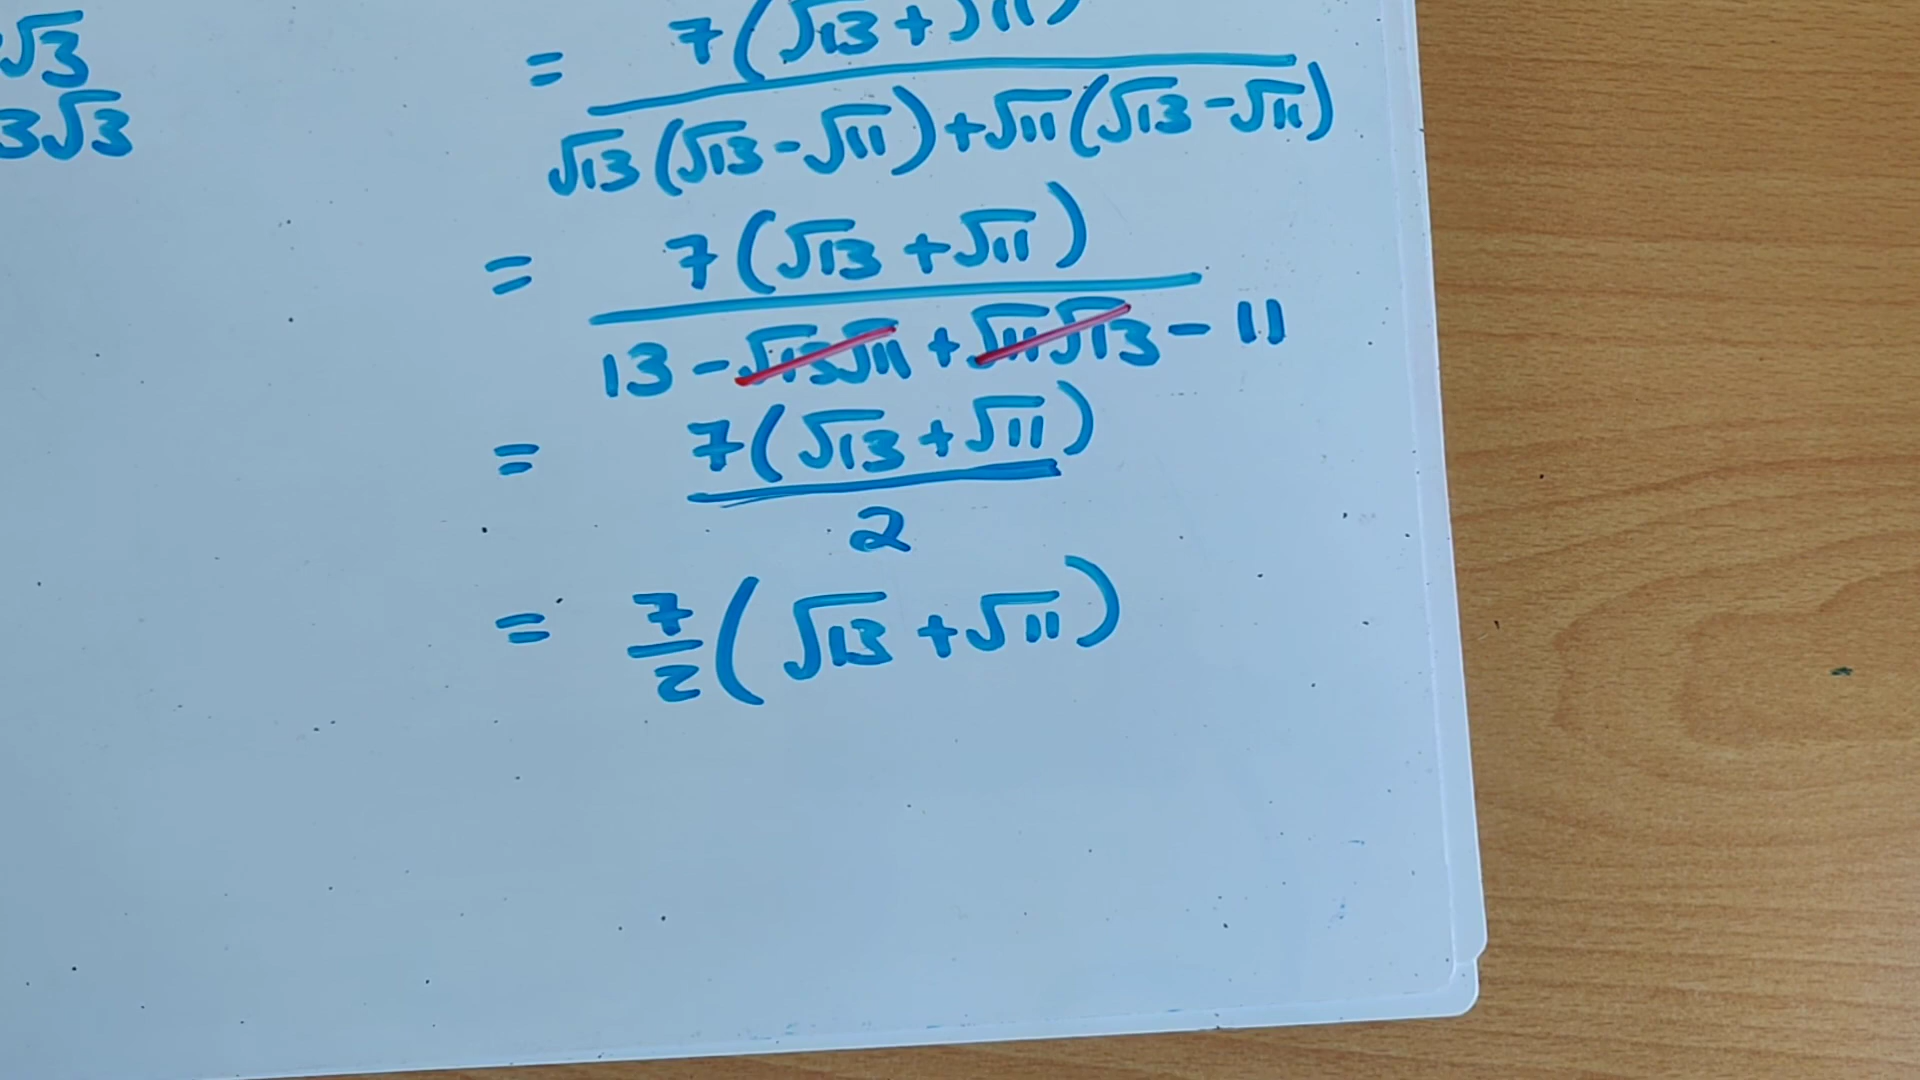 √3
3√3
= 7(√13 + √11)
√13(√13 - √11) + √11(√13 - √11)
= 7(√13 + √11)
13 - √13√11 + √11√13 - 11
= 7(√13 + √11)
2
= 7/2 (√13 + √11)